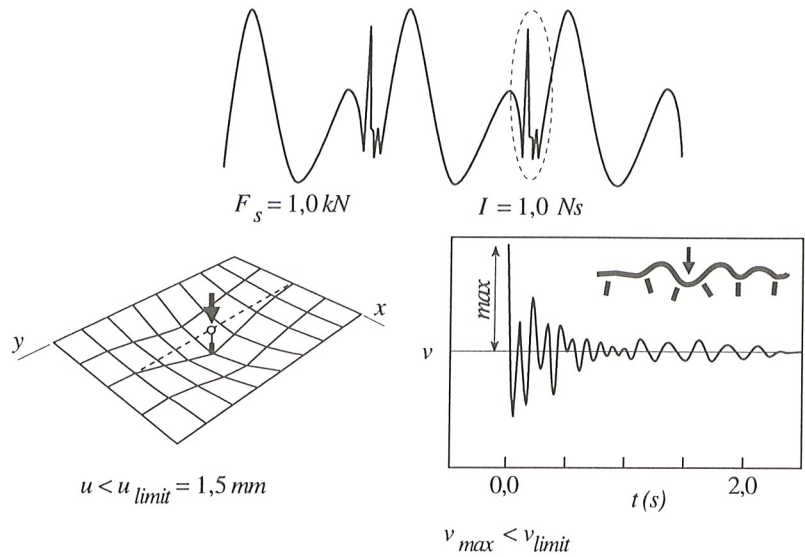 F_s = 1,0 kN
I = 1,0 Ns
y
x
u < u_limit = 1,5 mm
max
v
0,0
2,0
t (s)
v_max < v_limit